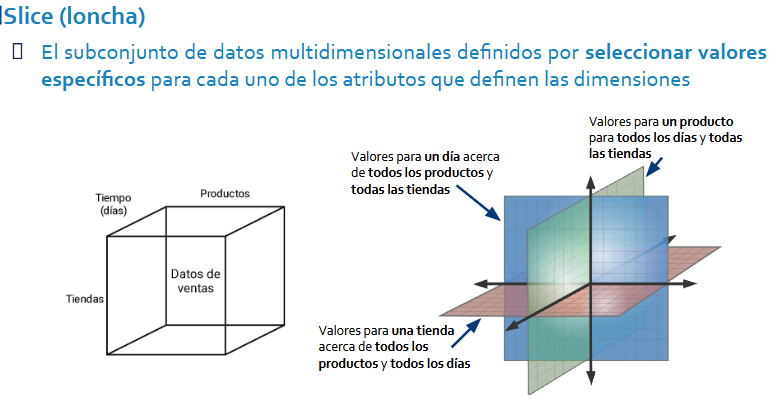 Slice (loncha)
El subconjunto de datos multidimensionales definidos por seleccionar valores
específicos para cada uno de los atributos que definen las dimensiones
Valores para un producto
para todos los días y todas
las tiendas
Valores para un día acerca
de todos los productos y
todas las tiendas
Tiempo
(días)
Productos
Datos de
ventas
Tiendas
Valores para una tienda
acerca de todos los
productos y todos los días